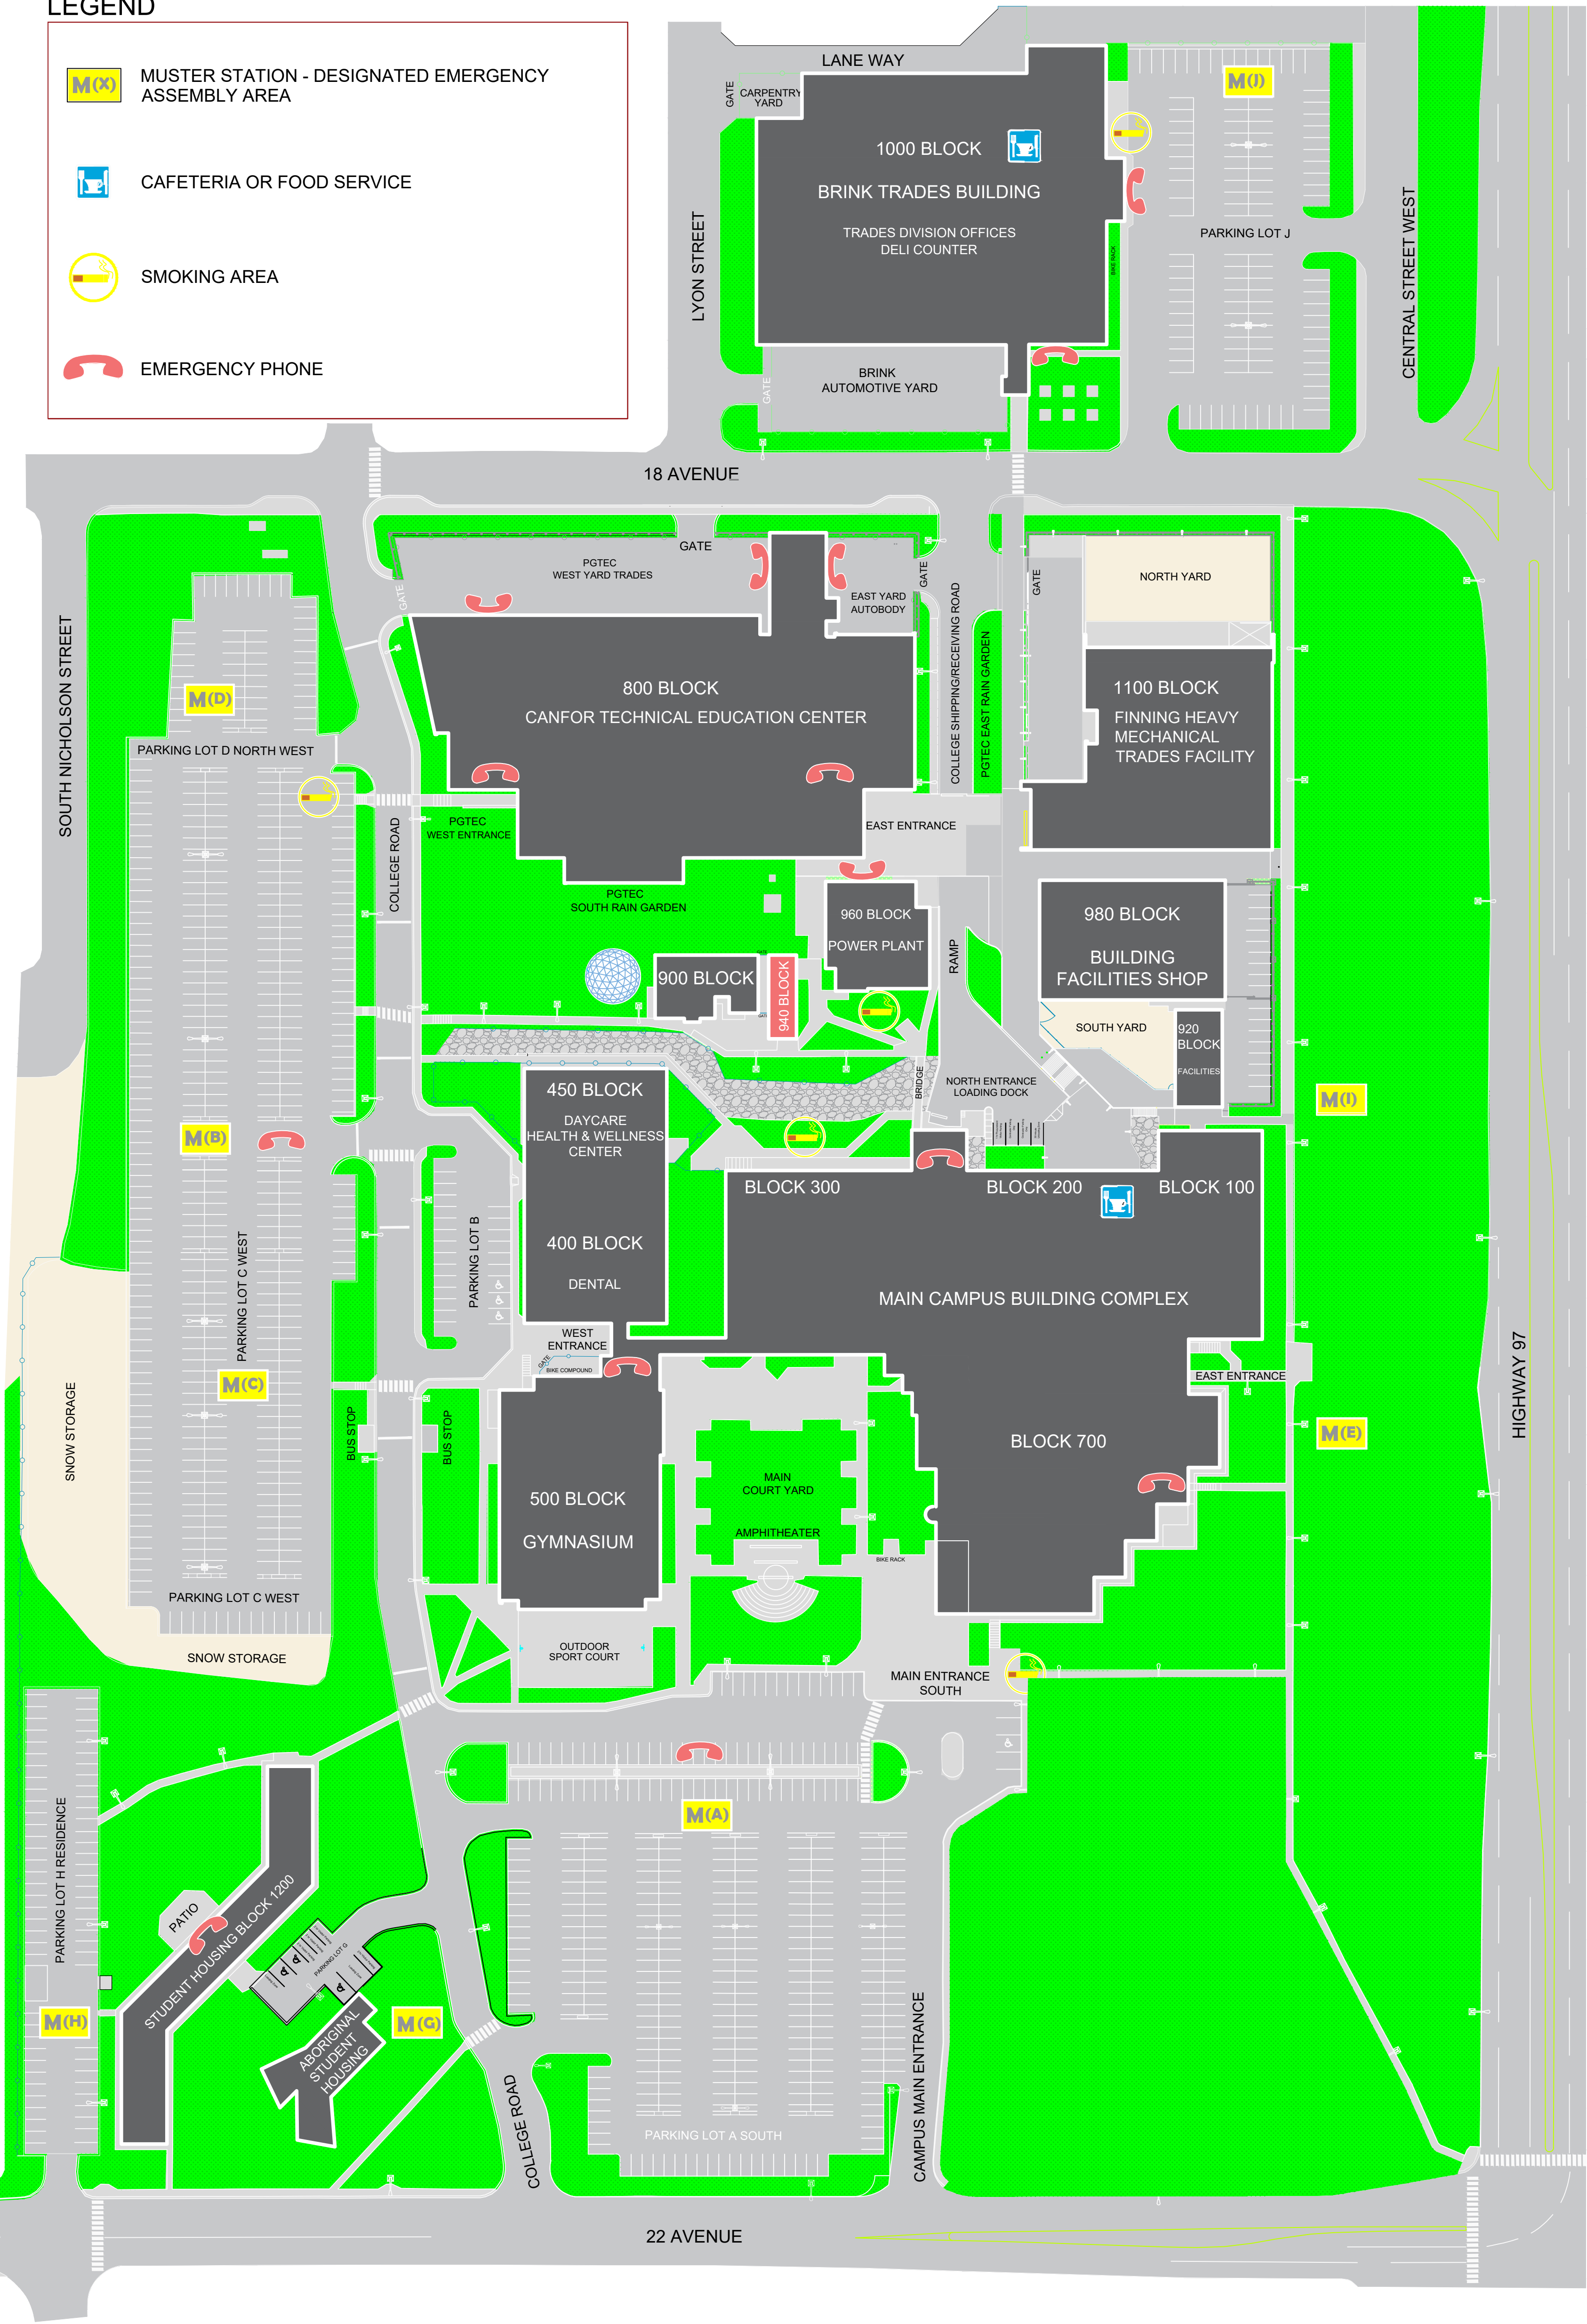 LEGEND
M(X)
MUSTER STATION - DESIGNATED EMERGENCY
ASSEMBLY AREA
CAFETERIA OR FOOD SERVICE
SMOKING AREA
EMERGENCY PHONE
LANE WAY
GATE
CARPENTRY
YARD
M(J)
1000 BLOCK
BRINK TRADES BUILDING
TRADES DIVISION OFFICES
DELI COUNTER
LYON STREET
BIKE RACK
PARKING LOT J
CENTRAL STREET WEST
GATE
BRINK
AUTOMOTIVE YARD
18 AVENUE
GATE
PGTEC
WEST YARD TRADES
GATE
EAST YARD
AUTOBODY
GATE
COLLEGE SHIPPING/RECEIVING ROAD
PGTEC EAST RAIN GARDEN
GATE
NORTH YARD
SOUTH NICHOLSON STREET
M(D)
PARKING LOT D NORTH WEST
800 BLOCK
CANFOR TECHNICAL EDUCATION CENTER
1100 BLOCK
FINNING HEAVY
MECHANICAL
TRADES FACILITY
COLLEGE ROAD
PGTEC
WEST ENTRANCE
EAST ENTRANCE
PGTEC
SOUTH RAIN GARDEN
960 BLOCK
POWER PLANT
RAMP
980 BLOCK
BUILDING
FACILITIES SHOP
900 BLOCK
940 BLOCK
SOUTH YARD
920
BLOCK
FACILITIES
BRIDGE
NORTH ENTRANCE
LOADING DOCK
450 BLOCK
DAYCARE
HEALTH & WELLNESS
CENTER
M(B)
M(I)
BLOCK 300
BLOCK 200
BLOCK 100
PARKING LOT B
400 BLOCK
DENTAL
PARKING LOT C WEST
MAIN CAMPUS BUILDING COMPLEX
WEST
ENTRANCE
GATE
BIKE COMPOUND
EAST ENTRANCE
HIGHWAY 97
M(C)
SNOW STORAGE
BUS STOP
BUS STOP
M(E)
BLOCK 700
MAIN
COURT YARD
500 BLOCK
GYMNASIUM
AMPHITHEATER
BIKE RACK
PARKING LOT C WEST
SNOW STORAGE
OUTDOOR
SPORT COURT
MAIN ENTRANCE
SOUTH
M(A)
PARKING LOT H RESIDENCE
PATIO
STUDENT HOUSING BLOCK 1200
PARKING LOT G
M(H)
M(G)
ABORIGINAL
STUDENT
HOUSING
COLLEGE ROAD
CAMPUS MAIN ENTRANCE
PARKING LOT A SOUTH
22 AVENUE